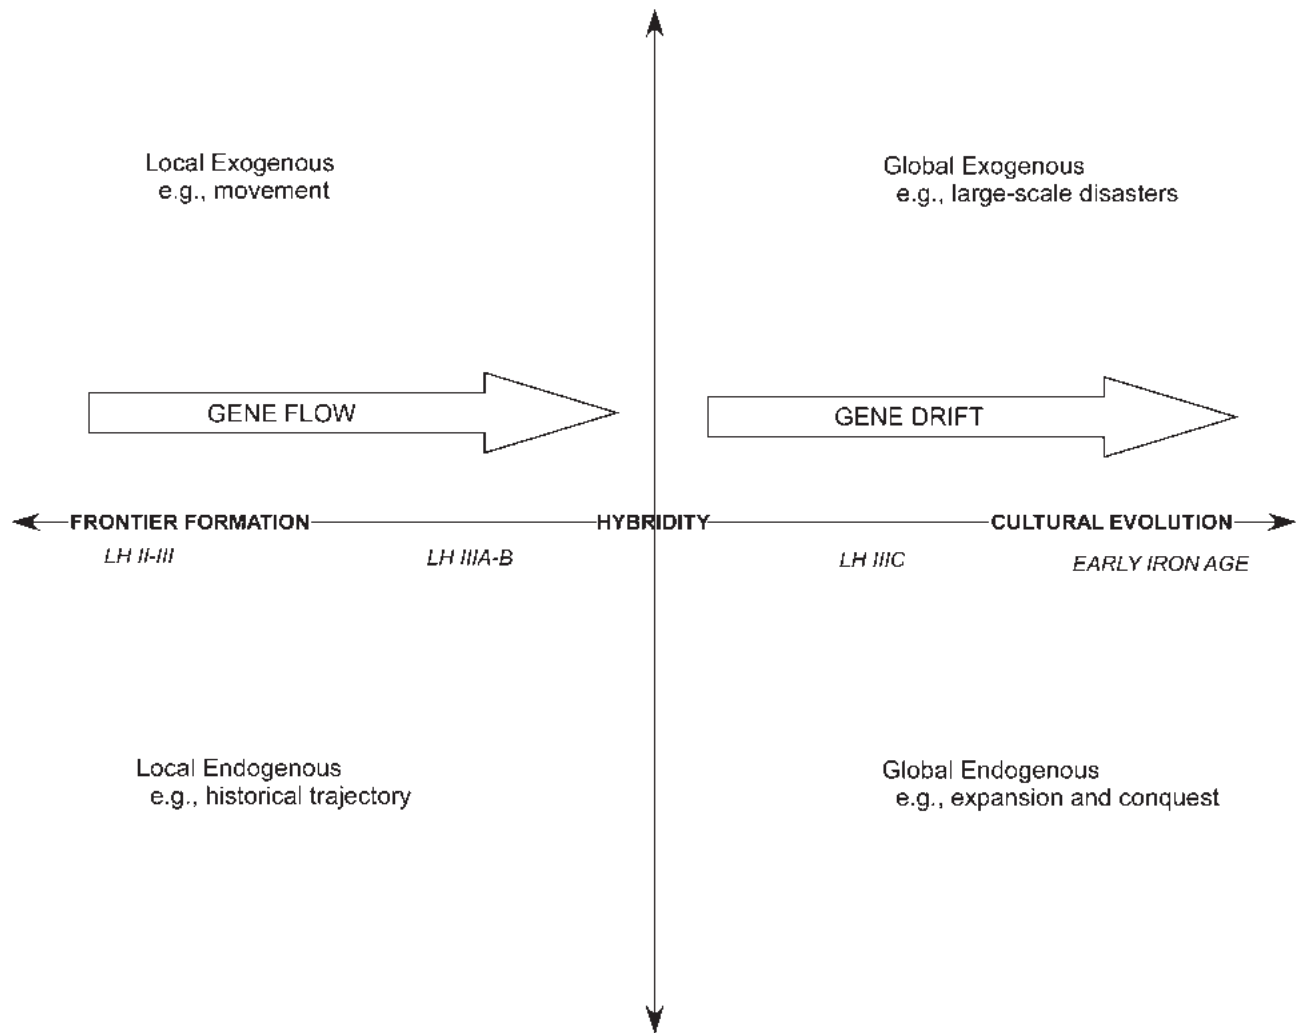 Local Exogenous
e.g., movement
Global Exogenous
e.g., large-scale disasters
GENE FLOW
GENE DRIFT
FRONTIER FORMATION
HYBRIDITY
CULTURAL EVOLUTION
LH II-III
LH IIIA-B
LH IIIC
EARLY IRON AGE
Local Endogenous
e.g., historical trajectory
Global Endogenous
e.g., expansion and conquest